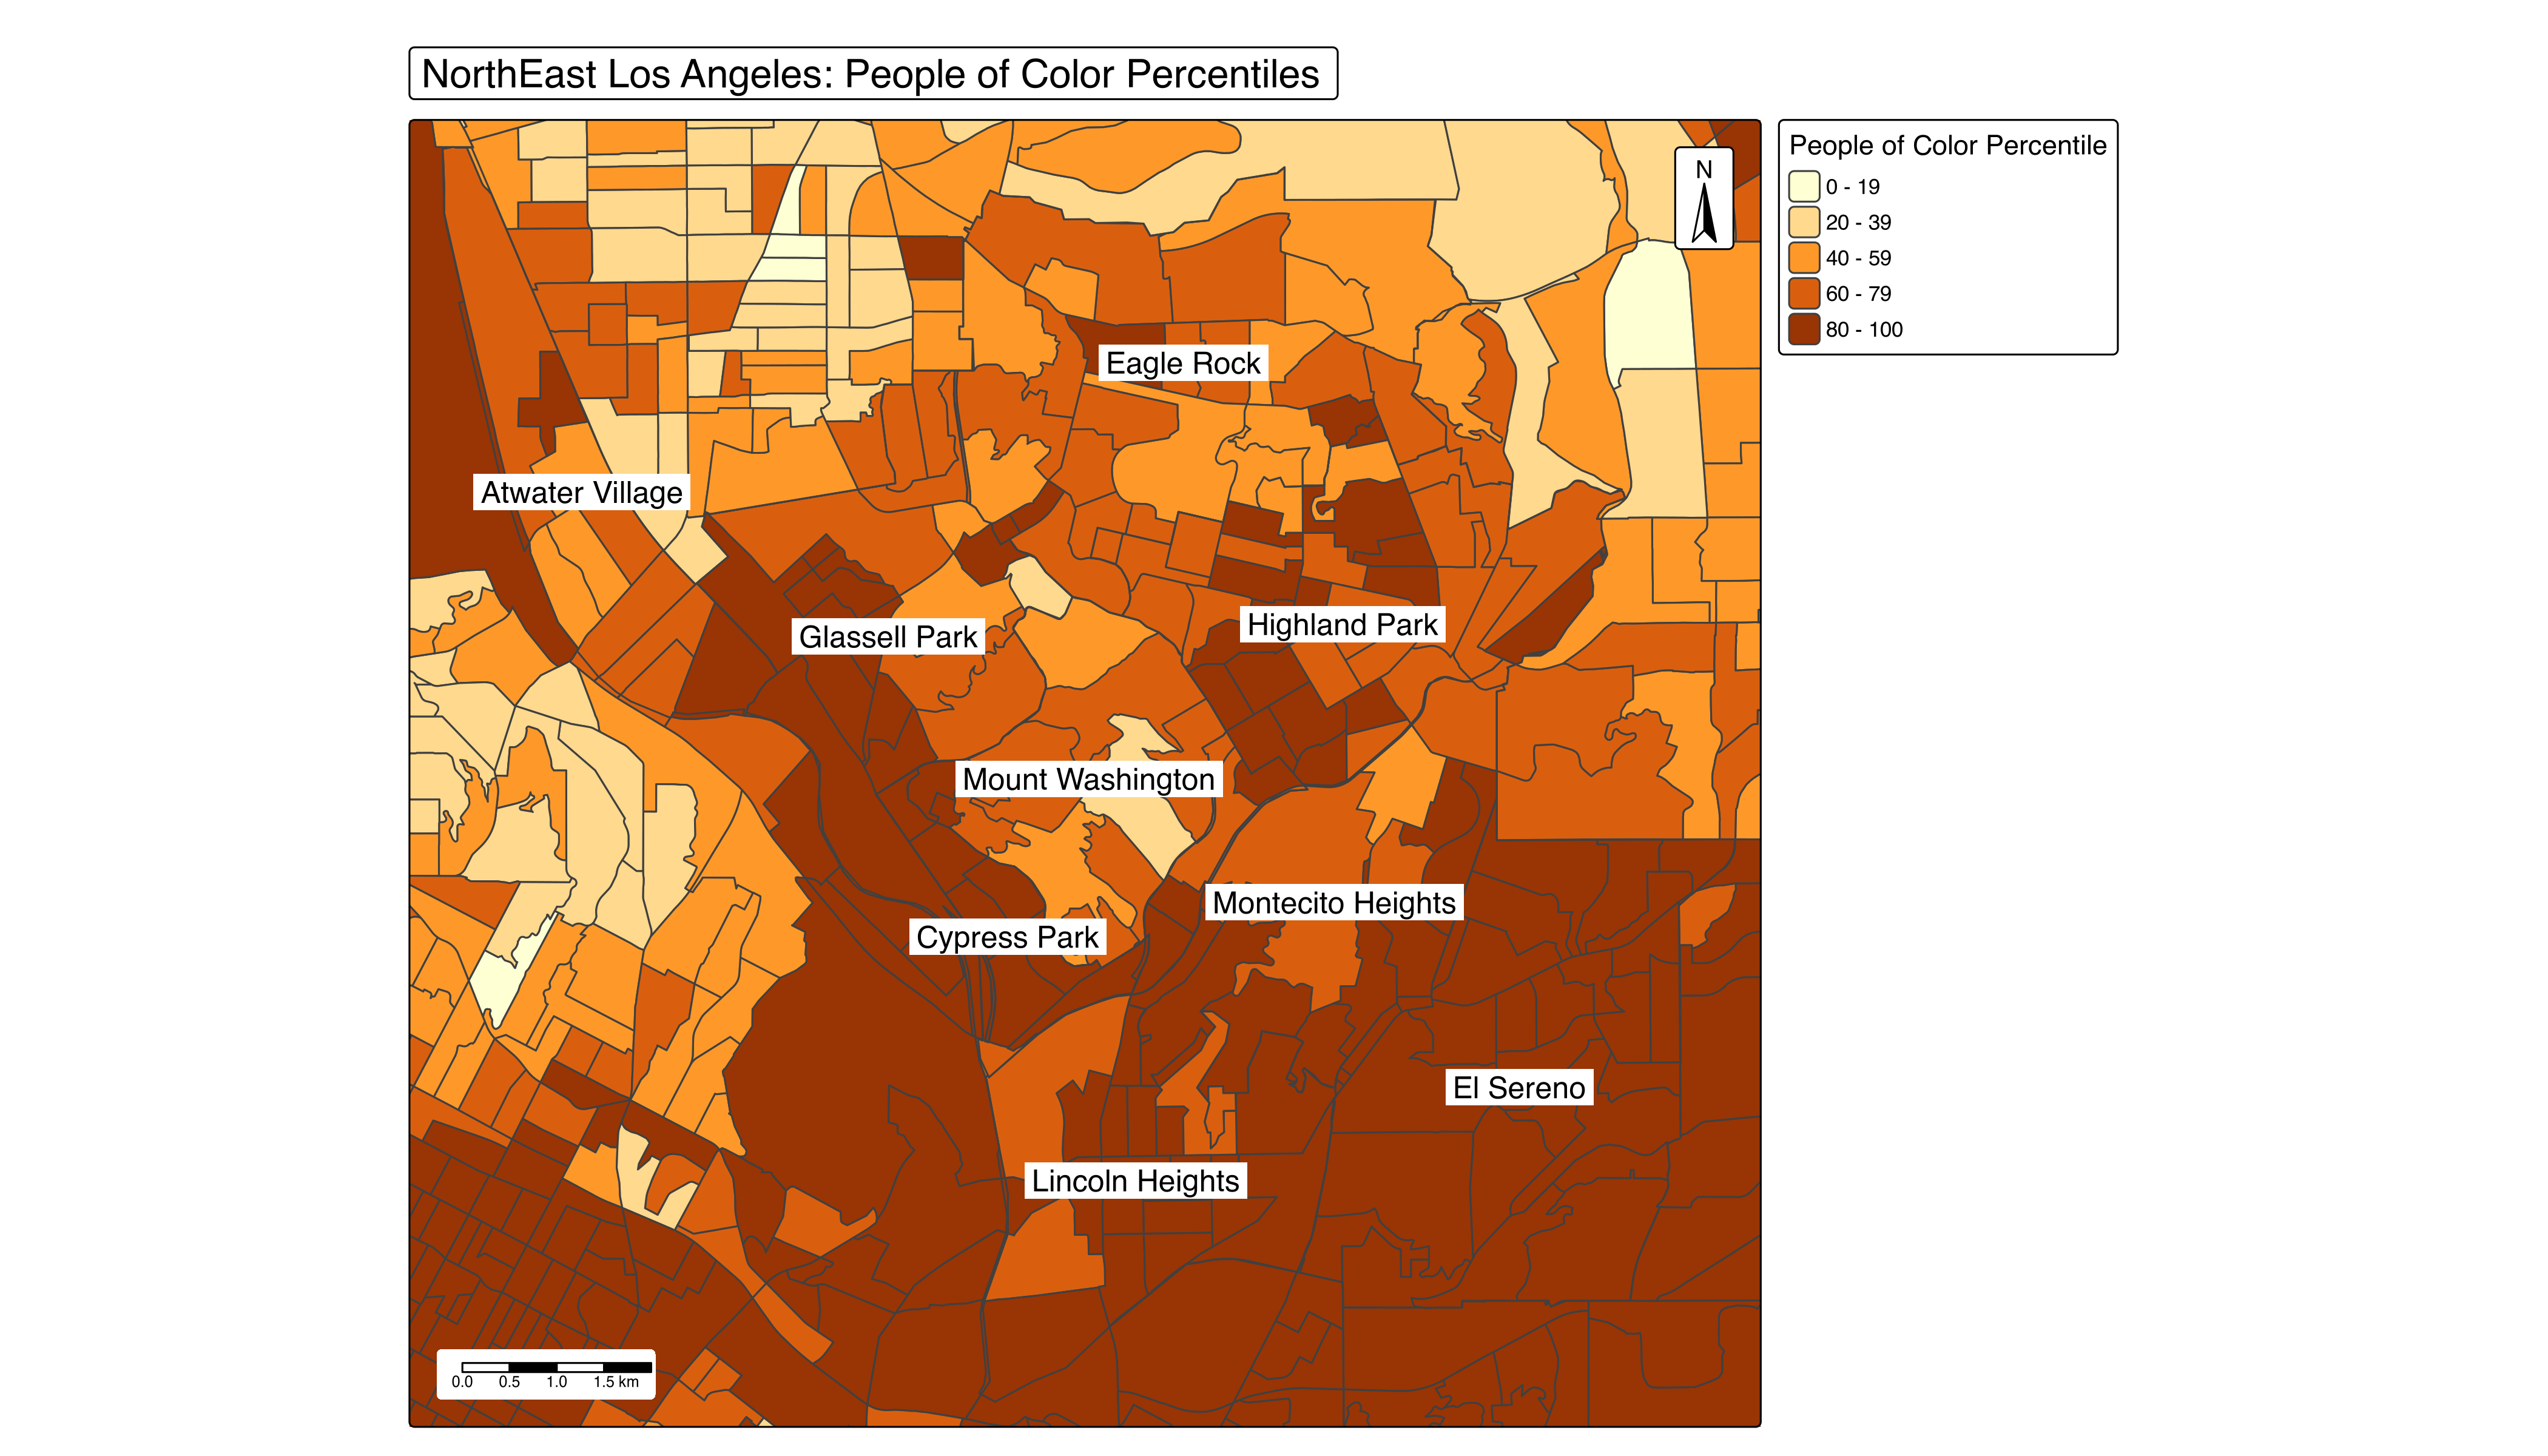 NorthEast Los Angeles: People of Color Percentiles
People of Color Percentile
0 - 19
20 - 39
40 - 59
60 - 79
80 - 100
N
Eagle Rock
Atwater Village
Glassell Park
Highland Park
Mount Washington
Montecito Heights
Cypress Park
El Sereno
Lincoln Heights
0.0 0.5 1.0 1.5 km